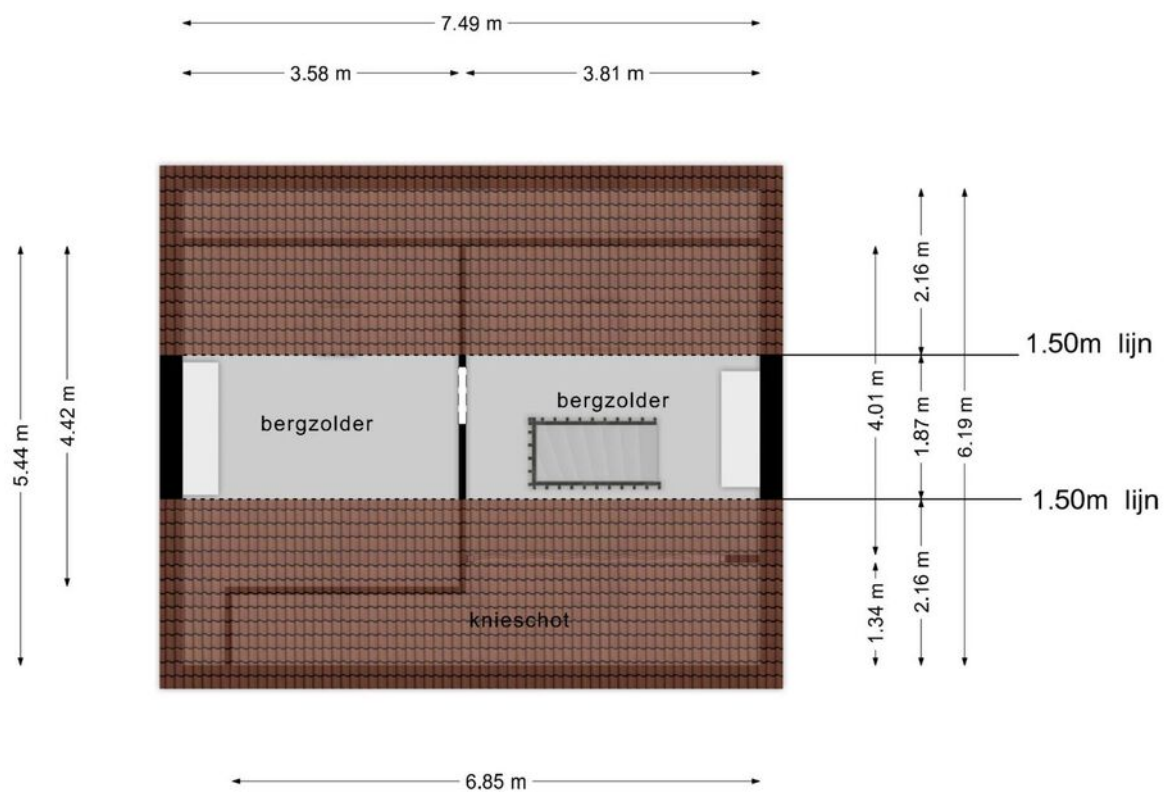 7.49 m
3.58 m
3.81 m
2.16 m
1.50m lijn
5.44 m
4.42 m
bergzolder
bergzolder
4.01 m
1.87 m
6.19 m
1.50m lijn
1.34 m
2.16 m
knieschot
6.85 m